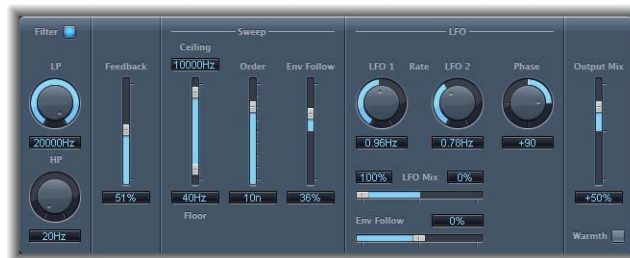 Filter
LP
20000Hz
HP
20Hz
Feedback
51%
Sweep
Ceiling
10000Hz
40Hz
Floor
Order
10n
Env Follow
36%
LFO
LFO 1 Rate LFO 2
0.96Hz
0.78Hz
Phase
+90
100% LFO Mix 0%
Env Follow 0%
Output Mix
+50%
Warmth